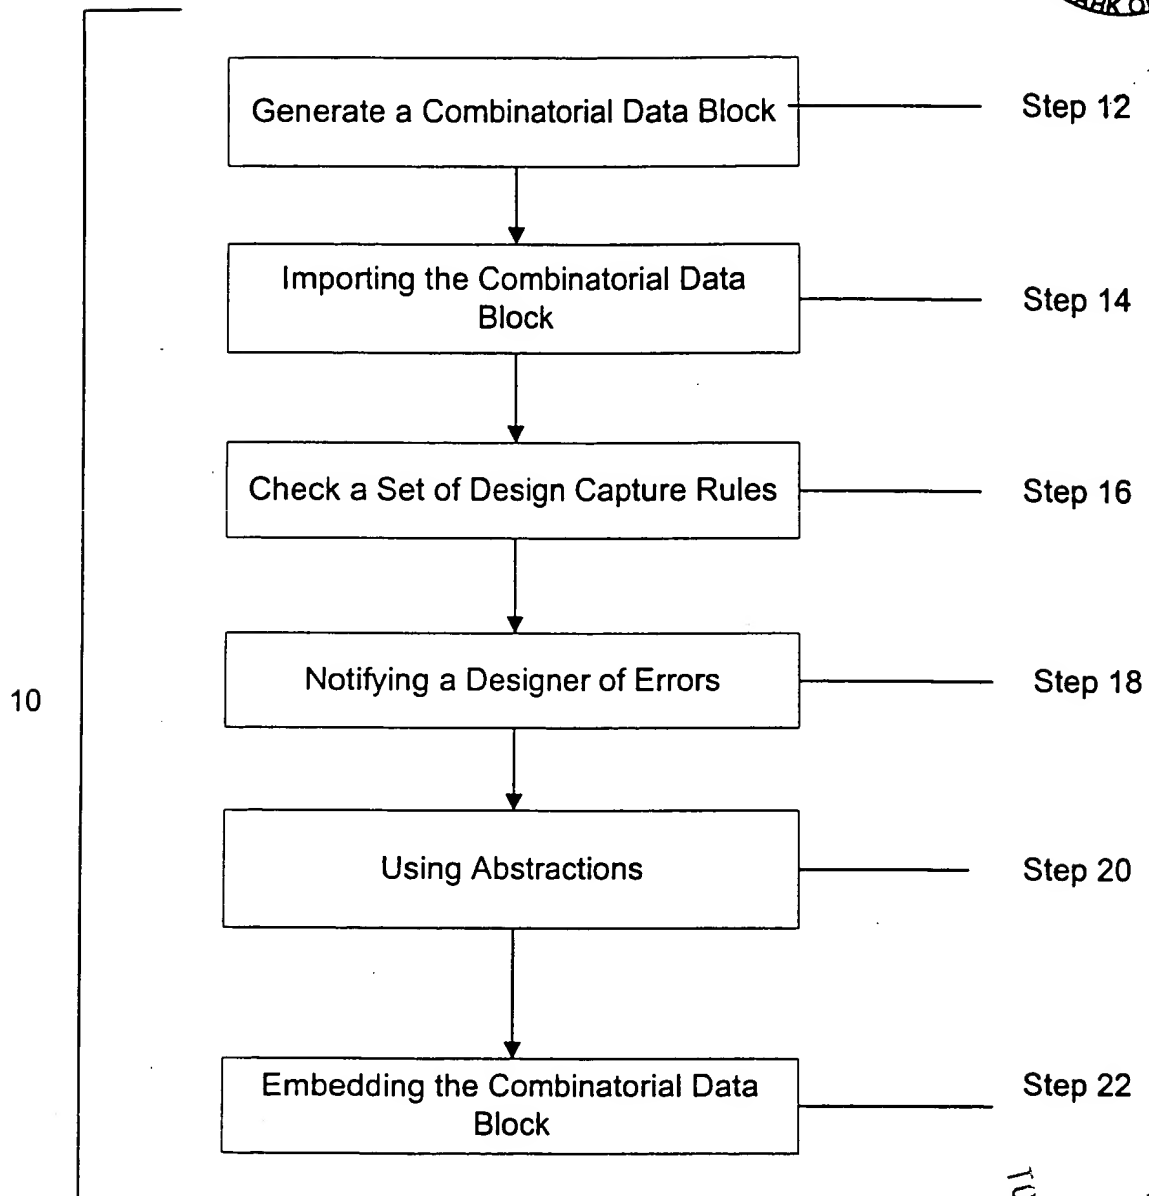 Generate a Combinatorial Data Block
Step 12
Importing the Combinatorial Data
Block
Step 14
Check a Set of Design Capture Rules
Step 16
Notifying a Designer of Errors
Step 18
10
Using Abstractions
Step 20
Embedding the Combinatorial Data
Block
Step 22